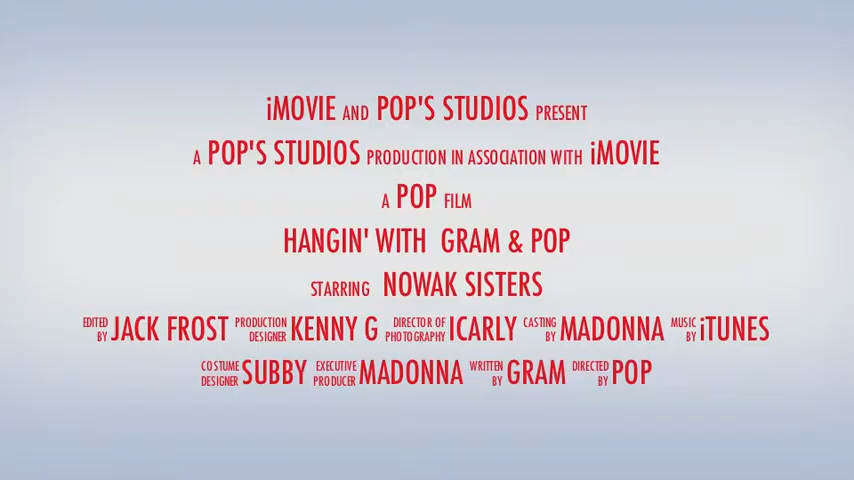 iMOVIE AND POP'S STUDIOS PRESENT
A POP'S STUDIOS PRODUCTION IN ASSOCIATION WITH iMOVIE
A POP FILM
HANGIN' WITH GRAM & POP
STARRING NOWAK SISTERS
EDITED BY JACK FROST PRODUCTION DESIGNER KENNY G DIRECTOR OF PHOTOGRAPHY ICARLY CASTING BY MADONNA MUSIC BY iTUNES
COSTUME DESIGNER SUBBY EXECUTIVE PRODUCER MADONNA WRITTEN BY GRAM DIRECTED BY POP